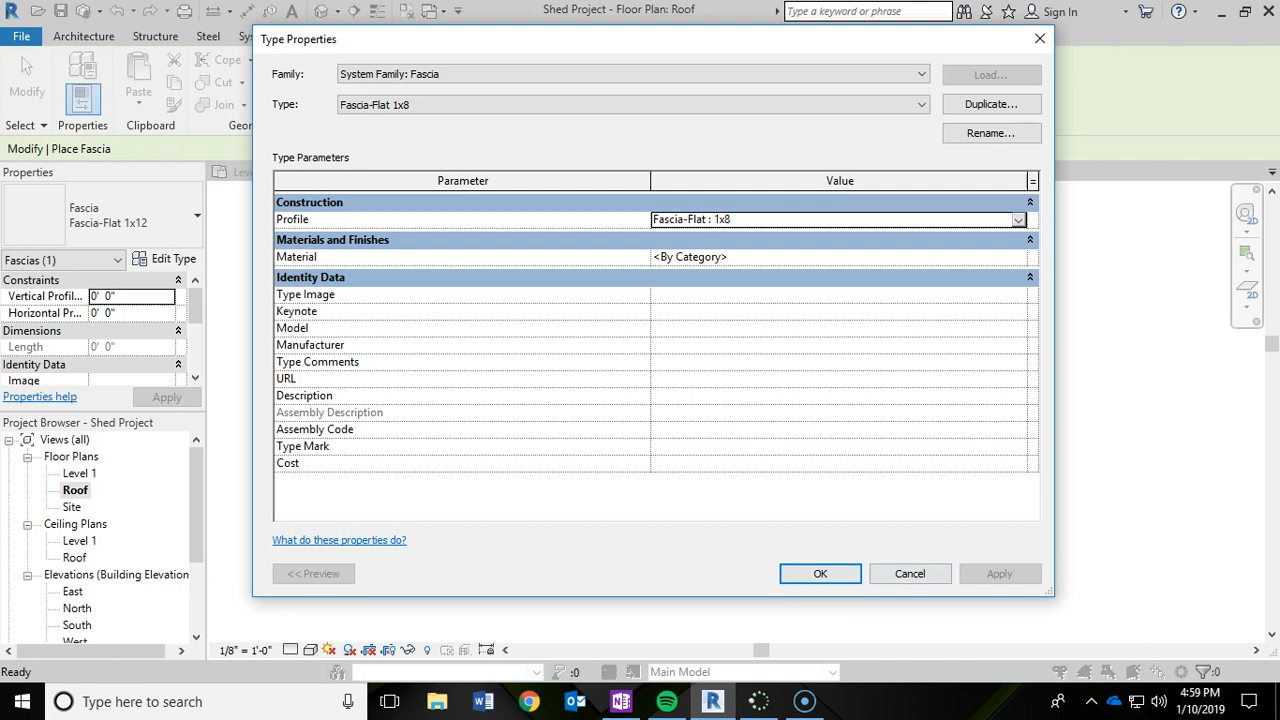 Shed Project - Floor Plan: Roof
Type a keyword or phrase
Sign In
File
Architecture
Structure
Steel
Modify
Paste
Cope
Cut
Join
Select
Properties
Clipboard
Modify | Place Fascia
Properties
Fascia
Fascia-Flat 1x12
Fascias (1)
Edit Type
Constraints
Vertical Profil... 0' 0"
Horizontal Pr... 0' 0"
Dimensions
Length 0' 0"
Identity Data
Image
Properties help
Apply
Project Browser - Shed Project
Views (all)
Floor Plans
Level 1
Roof
Site
Ceiling Plans
Level 1
Roof
Elevations (Building Elevation
East
North
South
West
Type Properties
Family: System Family: Fascia
Load...
Type: Fascia-Flat 1x8
Duplicate...
Rename...
Type Parameters
Parameter Value =
Construction
Profile Fascia-Flat : 1x8
Materials and Finishes
Material <By Category>
Identity Data
Type Image
Keynote
Model
Manufacturer
Type Comments
URL
Description
Assembly Description
Assembly Code
Type Mark
Cost
What do these properties do?
<< Preview
OK
Cancel
Apply
2D
2D
1/8" = 1'-0"
Ready
:0
Main Model
:0
Type here to search
4:59 PM
1/10/2019